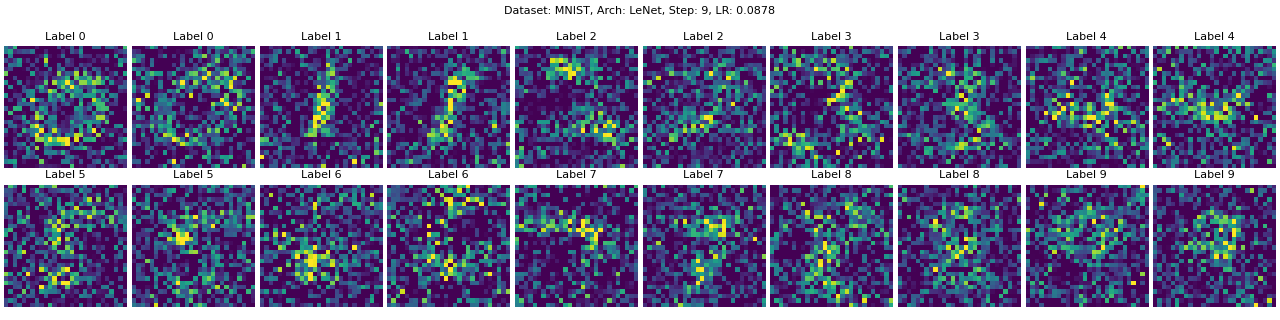 Dataset: MNIST, Arch: LeNet, Step: 9, LR: 0.0878
Label 0 Label 0 Label 1 Label 1 Label 2 Label 2 Label 3 Label 3 Label 4 Label 4
Label 5 Label 5 Label 6 Label 6 Label 7 Label 7 Label 8 Label 8 Label 9 Label 9